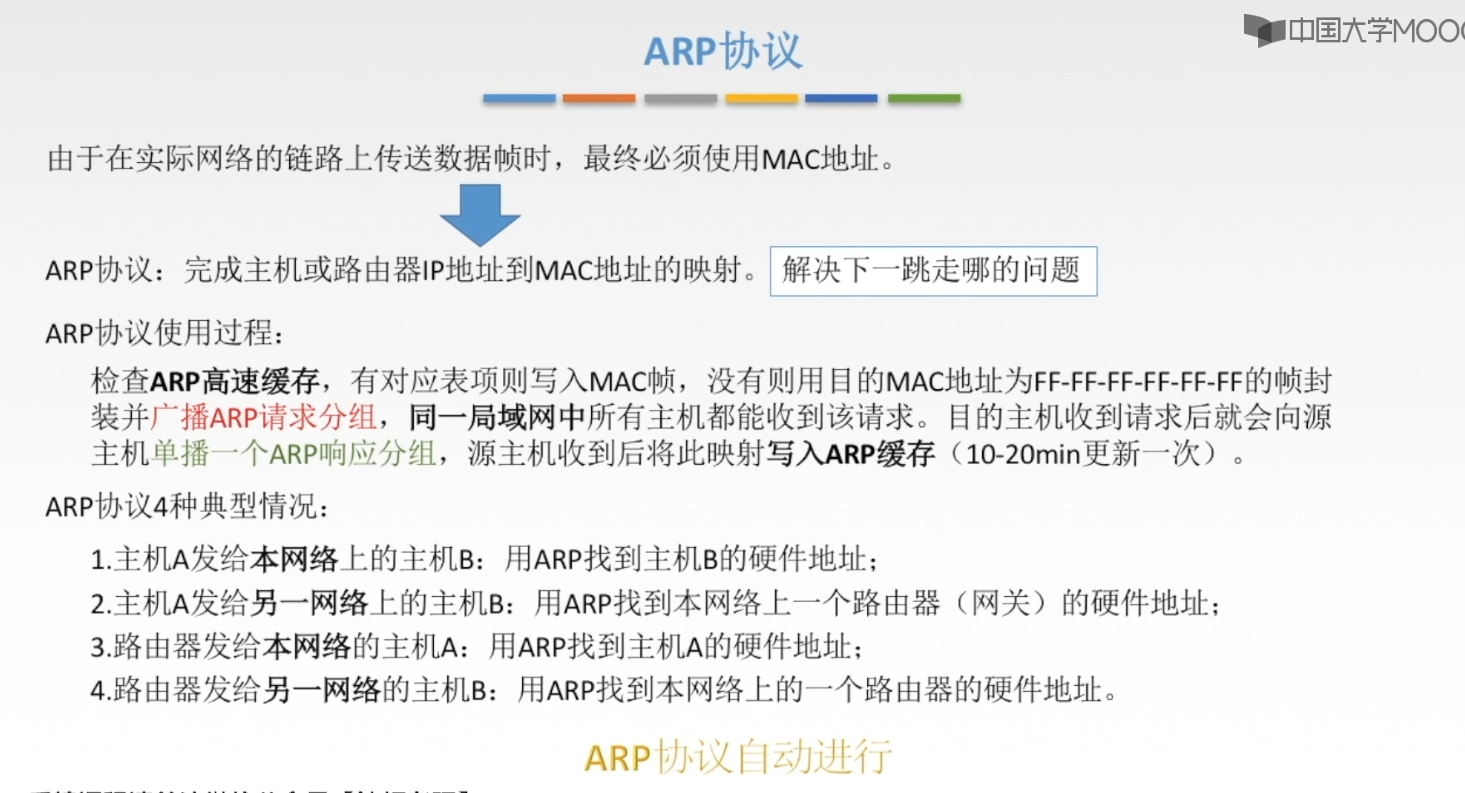 中国大学MOOC
ARP协议
由于在实际网络的链路上传送数据帧时，最终必须使用MAC地址。
ARP协议：完成主机或路由器IP地址到MAC地址的映射。 解决下一跳走哪的问题
ARP协议使用过程：
检查ARP高速缓存，有对应表项则写入MAC帧，没有则用目的MAC地址为FF-FF-FF-FF-FF-FF的帧封
装并广播ARP请求分组，同一局域网中所有主机都能收到该请求。目的主机收到请求后就会向源
主机单播一个ARP响应分组，源主机收到后将此映射写入ARP缓存（10-20min更新一次）。
ARP协议4种典型情况：
1.主机A发给本网络上的主机B：用ARP找到主机B的硬件地址；
2.主机A发给另一网络上的主机B：用ARP找到本网络上一个路由器（网关）的硬件地址；
3.路由器发给本网络的主机A：用ARP找到主机A的硬件地址；
4.路由器发给另一网络的主机B：用ARP找到本网络上的一个路由器的硬件地址。
ARP协议自动进行